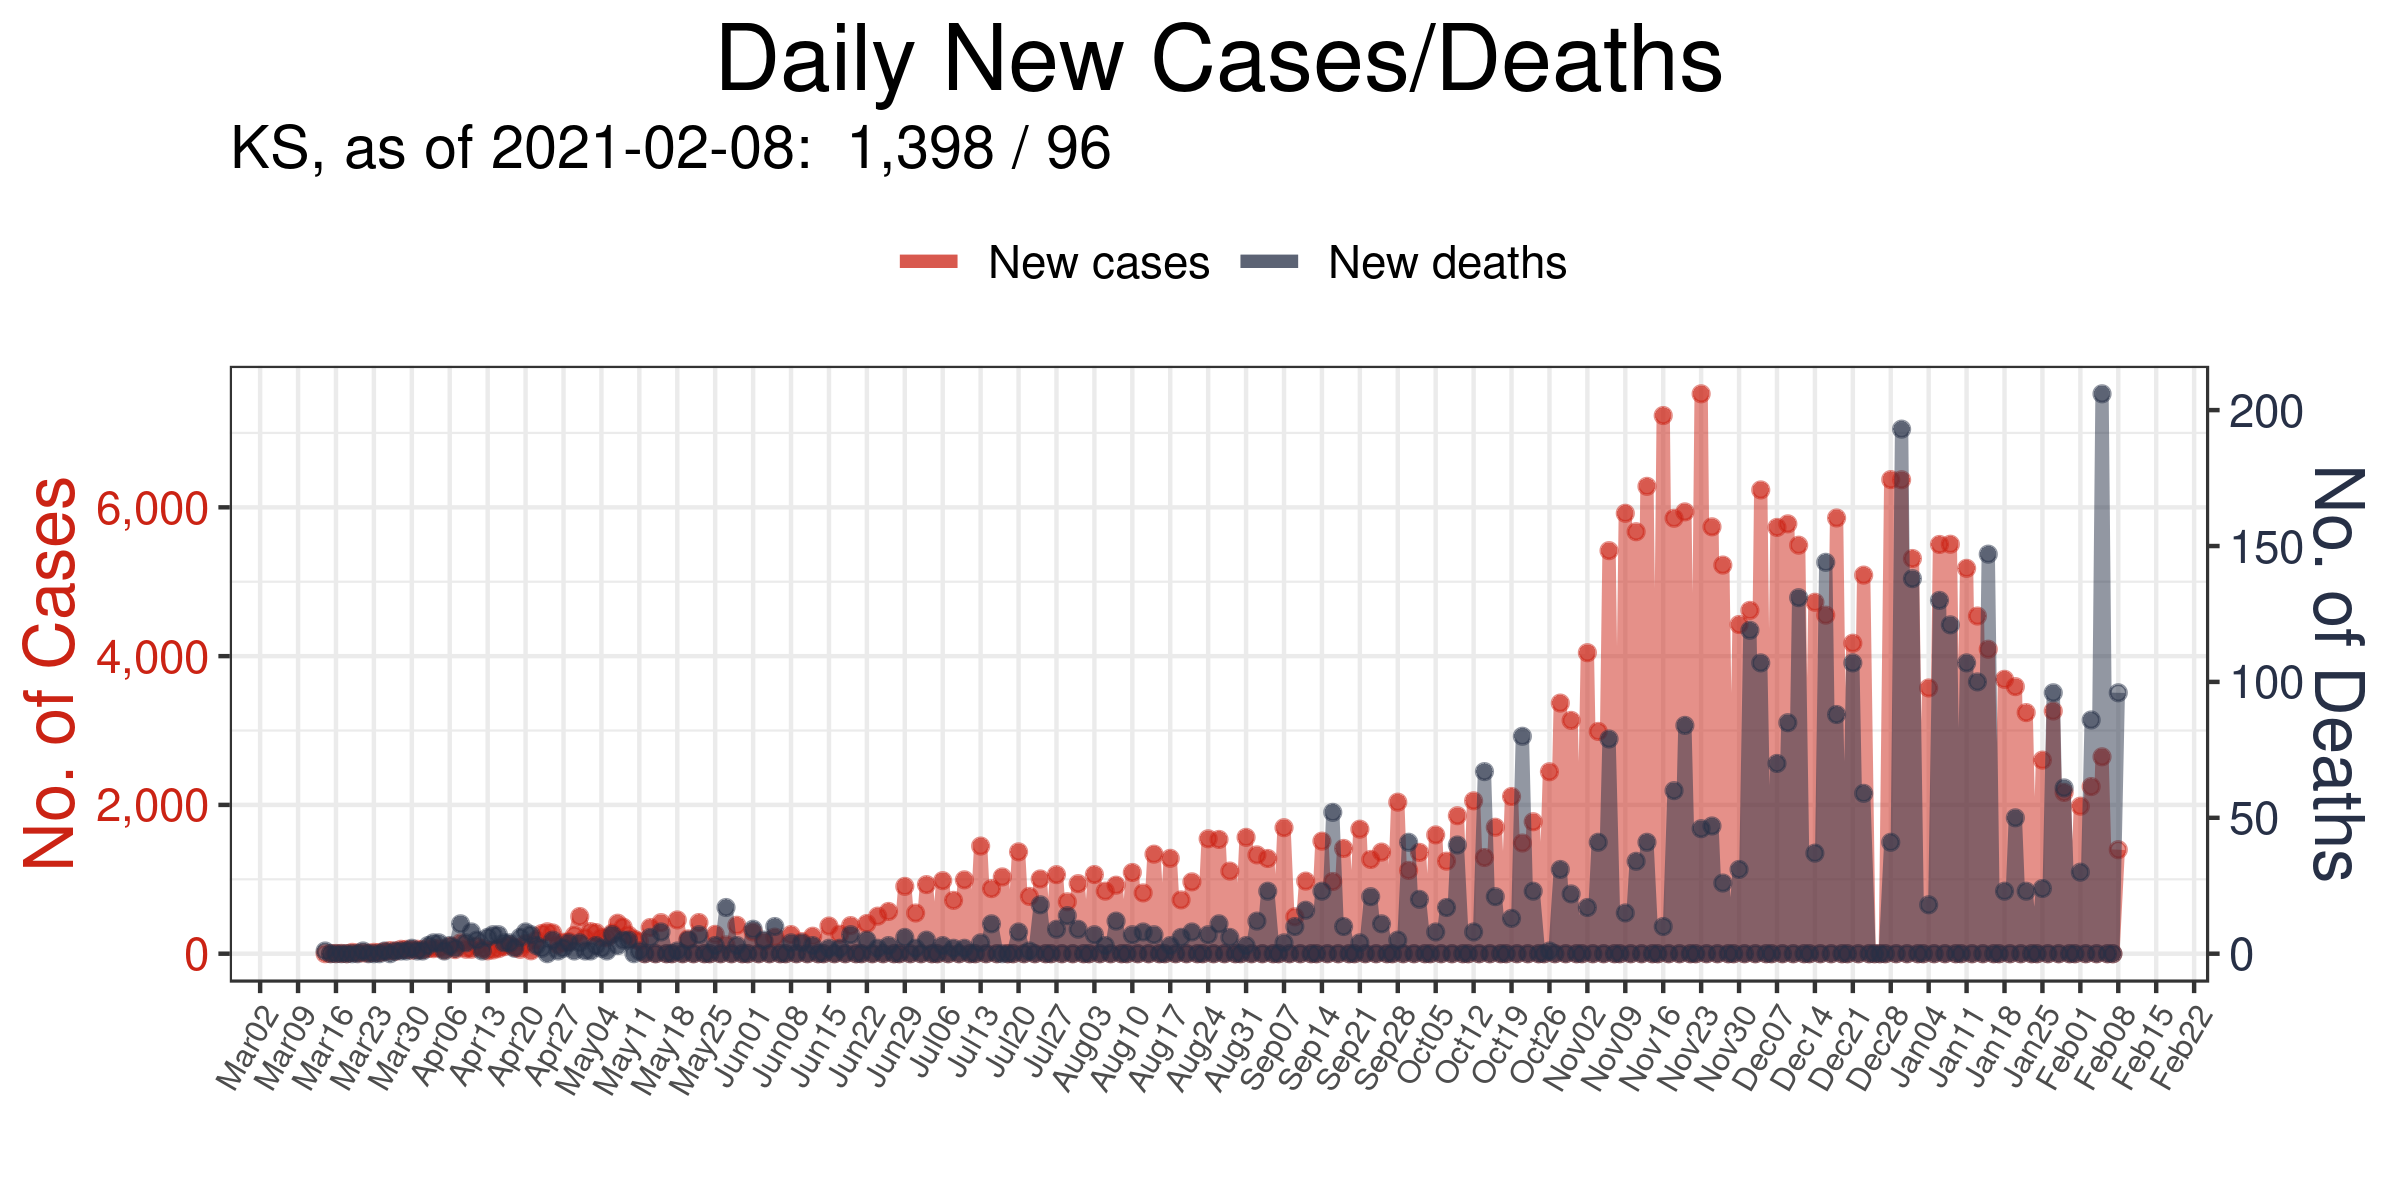 Daily New Cases/Deaths
KS, as of 2021-02-08:  1,398 / 96
New cases New deaths
No. of Cases
6,000
4,000
2,000
0
No. of Deaths
200
150
100
50
0
Mar02 Mar09 Mar16 Mar23 Mar30 Apr06 Apr13 Apr20 Apr27 May04 May11 May18 May25 Jun01 Jun08 Jun15 Jun22 Jun29 Jul06 Jul13 Jul20 Jul27 Aug03 Aug10 Aug17 Aug24 Aug31 Sep07 Sep14 Sep21 Sep28 Oct05 Oct12 Oct19 Oct26 Nov02 Nov09 Nov16 Nov23 Nov30 Dec07 Dec14 Dec21 Dec28 Jan04 Jan11 Jan18 Jan25 Feb01 Feb08 Feb15 Feb22